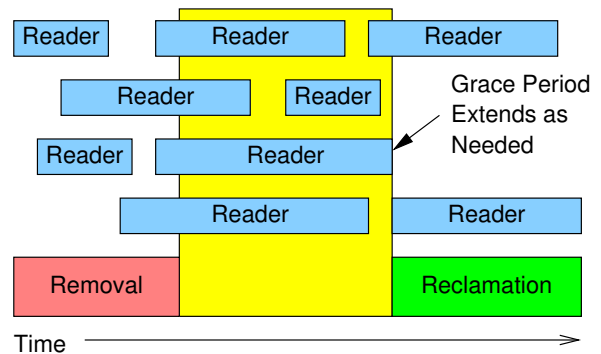 Reader
Reader
Reader
Reader
Reader
Grace Period
Extends as
Needed
Reader
Reader
Reader
Reader
Removal
Reclamation
Time